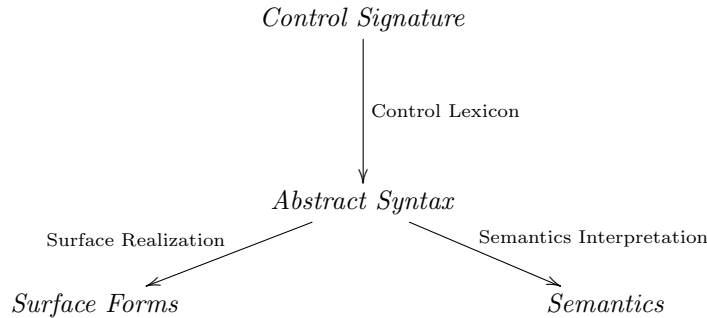 Control Signature
Control Lexicon
Abstract Syntax
Surface Realization
Semantics Interpretation
Surface Forms
Semantics